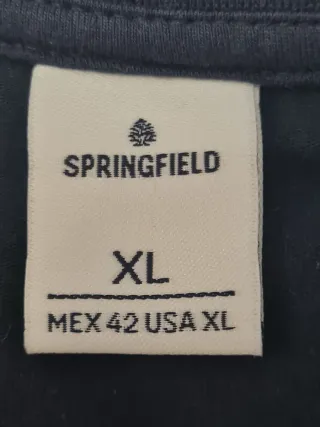 SPRINGFIELD
XL
MEX 42 USA XL